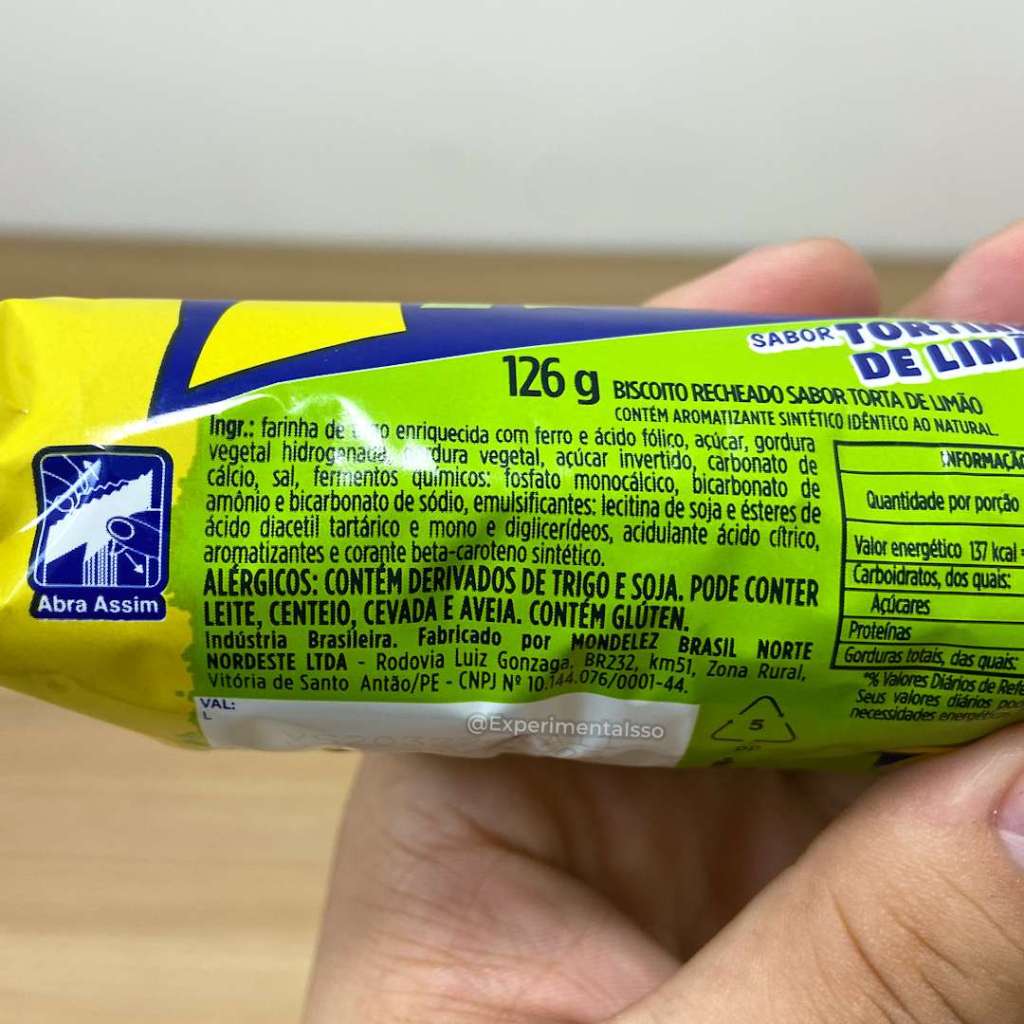 SABOR TORTINHA
DE LIMÃO
126 g BISCOITO RECHEADO SABOR TORTA DE LIMÃO
CONTÉM AROMATIZANTE SINTÉTICO IDÊNTICO AO NATURAL.
Ingr.: farinha de enriquecida com ferro e ácido fólico, açúcar, gordura
vegetal hidrogenada, gordura vegetal, açúcar invertido, carbonato de
cálcio, sal, fermentos químicos: fosfato monocálcico, bicarbonato de
amônio e bicarbonato de sódio, emulsificantes: lecitina de soja e ésteres de
ácido diacetil tartárico e mono e diglicerídeos, acidulante ácido cítrico,
aromatizantes e corante beta-caroteno sintético.
ALÉRGICOS: CONTÉM DERIVADOS DE TRIGO E SOJA. PODE CONTER
LEITE, CENTEIO, CEVADA E AVEIA. CONTÉM GLÚTEN.
Indústria Brasileira. Fabricado por MONDELEZ BRASIL NORTE
NORDESTE LTDA - Rodovia Luiz Gonzaga, BR232, km51, Zona Rural,
Vitória de Santo Antão/PE - CNPJ Nº 10.144.076/0001-44.
Abra Assim
VAL:
L
@ExperimentaIsso
5
PP
INFORMAÇÃO
Quantidade por porção
Valor energético 137 kcal =
Carboidratos, dos quais:
Açúcares
Proteínas
Gorduras totais, das quais:
*% Valores Diários de
Seus valores diários
necessidades energéticas